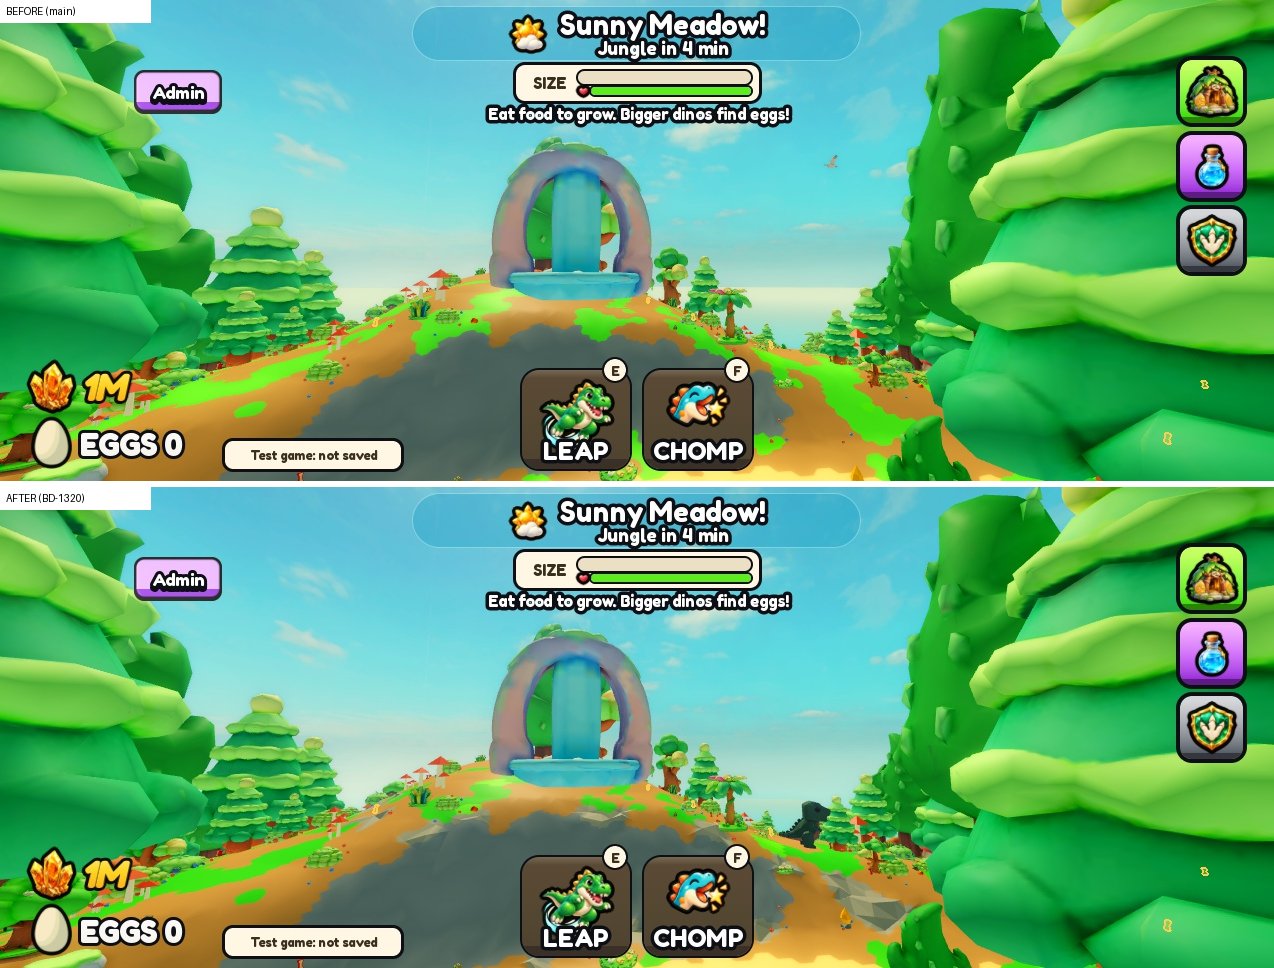 BEFORE (main)
Sunny Meadow!
Jungle in 4 min
SIZE
Admin
Eat food to grow. Bigger dinos find eggs!
1M
EGGS 0
Test game: not saved
E
LEAP
F
CHOMP
AFTER (BD-1320)
Sunny Meadow!
Jungle in 4 min
SIZE
Admin
Eat food to grow. Bigger dinos find eggs!
1M
EGGS 0
Test game: not saved
E
LEAP
F
CHOMP